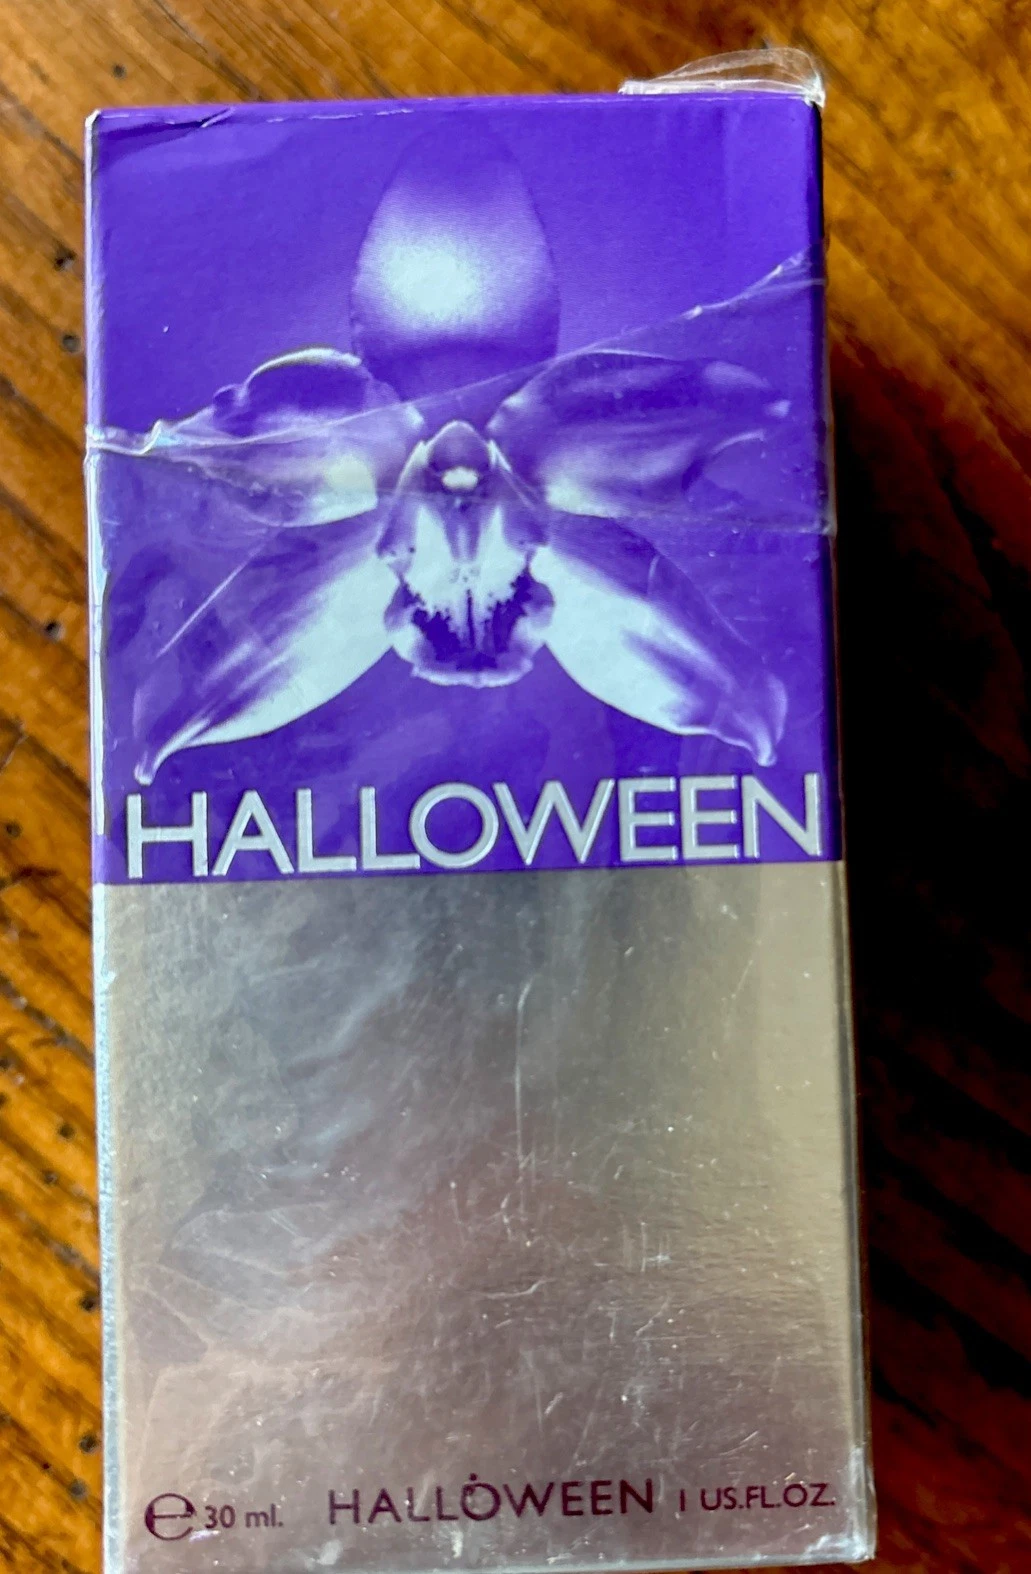 HALLOWEEN
℮ 30 ml. HALLOWEEN 1 US.FL.OZ.